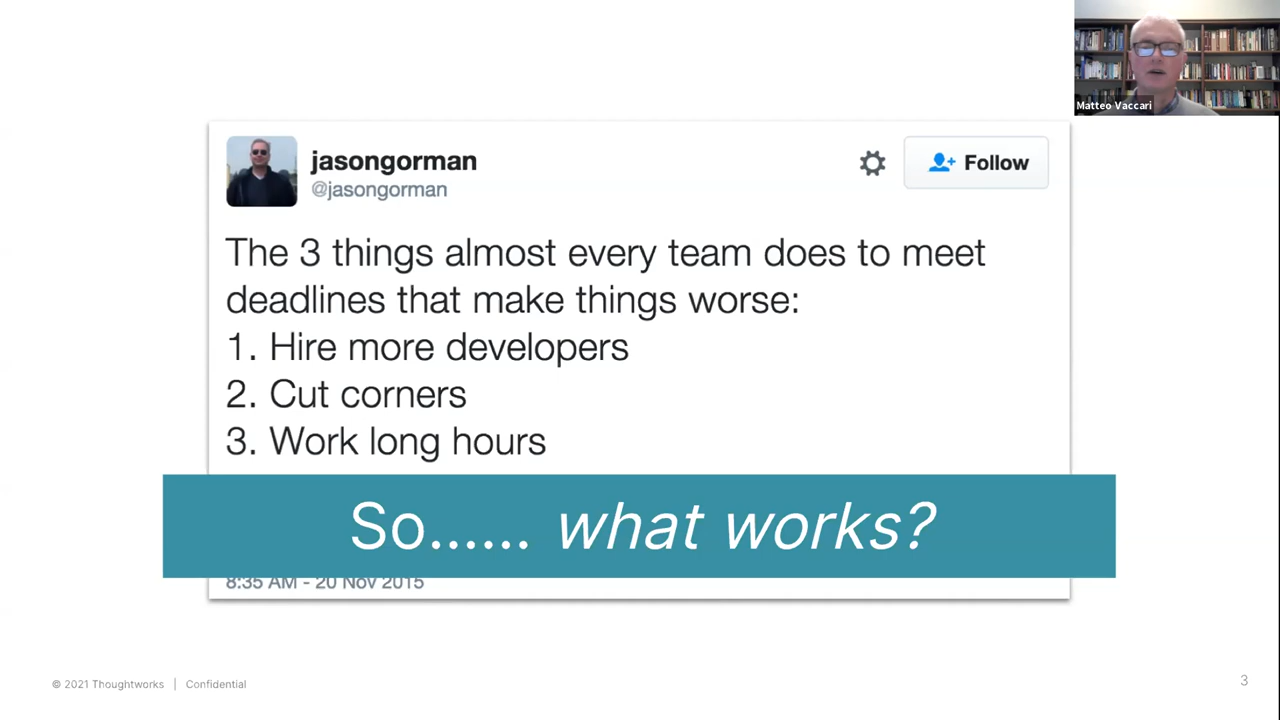 Matteo Vaccari
jasongorman
@jasongorman
Follow
The 3 things almost every team does to meet
deadlines that make things worse:
1. Hire more developers
2. Cut corners
3. Work long hours
So...... what works?
8:35 AM - 20 Nov 2015
© 2021 Thoughtworks | Confidential
3